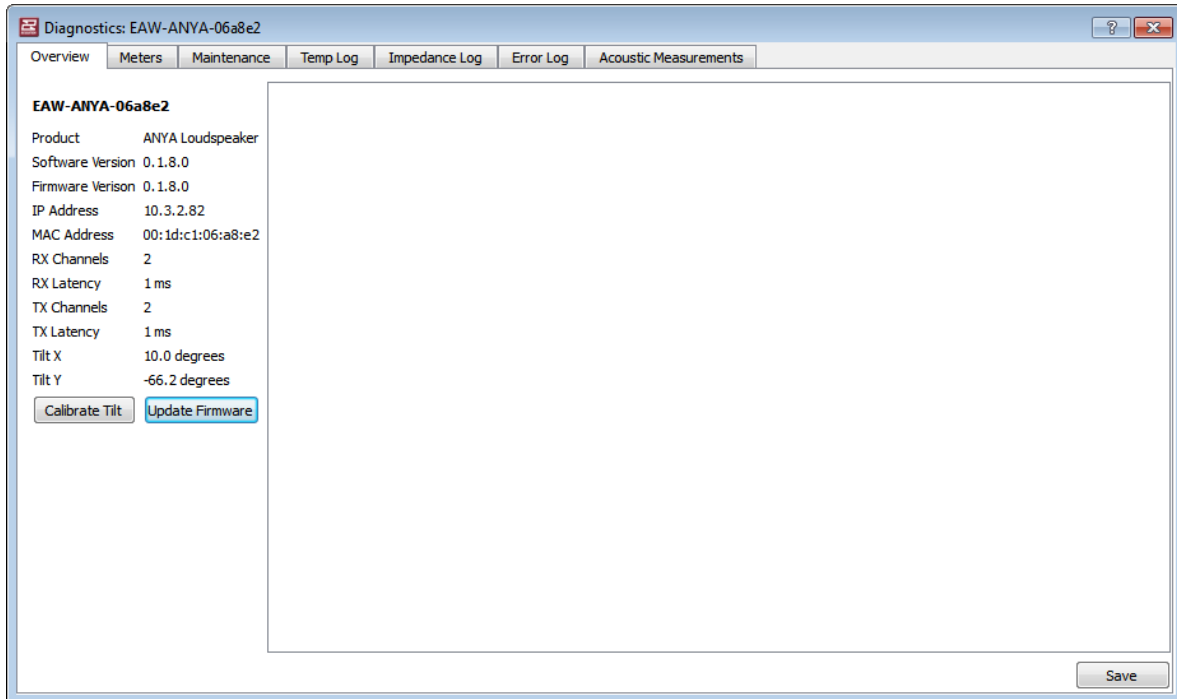 Diagnostics: EAW-ANYA-06a8e2
Overview Meters Maintenance Temp Log Impedance Log Error Log Acoustic Measurements
EAW-ANYA-06a8e2
Product ANYA Loudspeaker
Software Version 0.1.8.0
Firmware Verison 0.1.8.0
IP Address 10.3.2.82
MAC Address 00:1d:c1:06:a8:e2
RX Channels 2
RX Latency 1 ms
TX Channels 2
TX Latency 1 ms
Tilt X 10.0 degrees
Tilt Y -66.2 degrees
Calibrate Tilt Update Firmware
Save